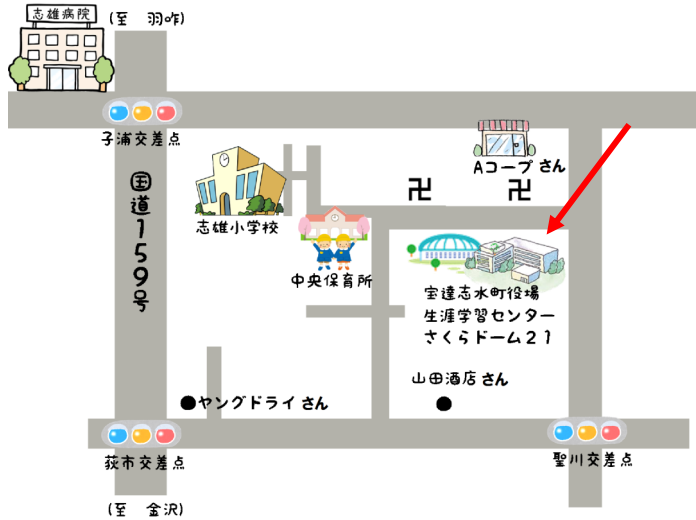 志雄病院
(至 羽咋)
子浦交差点
Aコープ さん
卍
卍
国道159号
志雄小学校
中央保育所
宝達志水町役場
生涯学習センター
さくらドーム21
山田酒店 さん
●ヤングドライ さん
荻市交差点
聖川交差点
(至 金沢)